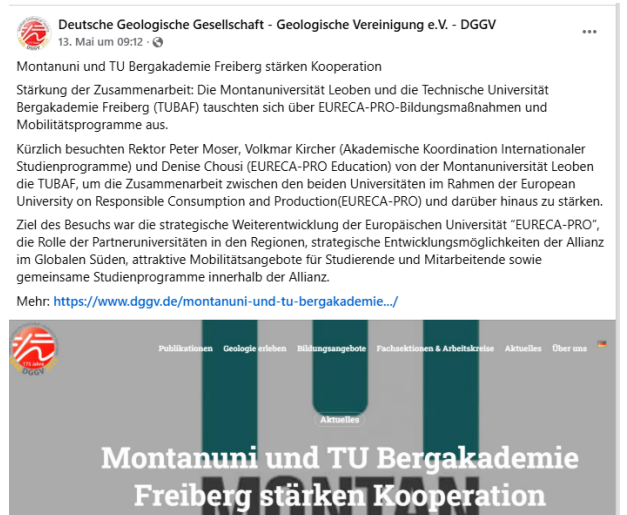 Deutsche Geologische Gesellschaft - Geologische Vereinigung e.V. - DGGV
13. Mai um 09:12 ·
Montanuni und TU Bergakademie Freiberg stärken Kooperation
Stärkung der Zusammenarbeit: Die Montanuniversität Leoben und die Technische Universität
Bergakademie Freiberg (TUBAF) tauschten sich über EURECA-PRO-Bildungsmaßnahmen und
Mobilitätsprogramme aus.
Kürzlich besuchten Rektor Peter Moser, Volkmar Kircher (Akademische Koordination Internationaler
Studienprogramme) und Denise Chousi (EURECA-PRO Education) von der Montanuniversität Leoben
die TUBAF, um die Zusammenarbeit zwischen den beiden Universitäten im Rahmen der European
University on Responsible Consumption and Production(EURECA-PRO) und darüber hinaus zu stärken.
Ziel des Besuchs war die strategische Weiterentwicklung der Europäischen Universität “EURECA-PRO”,
die Rolle der Partneruniversitäten in den Regionen, strategische Entwicklungsmöglichkeiten der Allianz
im Globalen Süden, attraktive Mobilitätsangebote für Studierende und Mitarbeitende sowie
gemeinsame Studienprogramme innerhalb der Allianz.
Mehr: https://www.dggv.de/montanuni-und-tu-bergakademie.../
175 Jahre
DGGV
Publikationen Geologie erleben Bildungsangebote Fachsektionen & Arbeitskreise Aktuelles Über uns
Aktuelles
Montanuni und TU Bergakademie
Freiberg stärken Kooperation
MONTAN